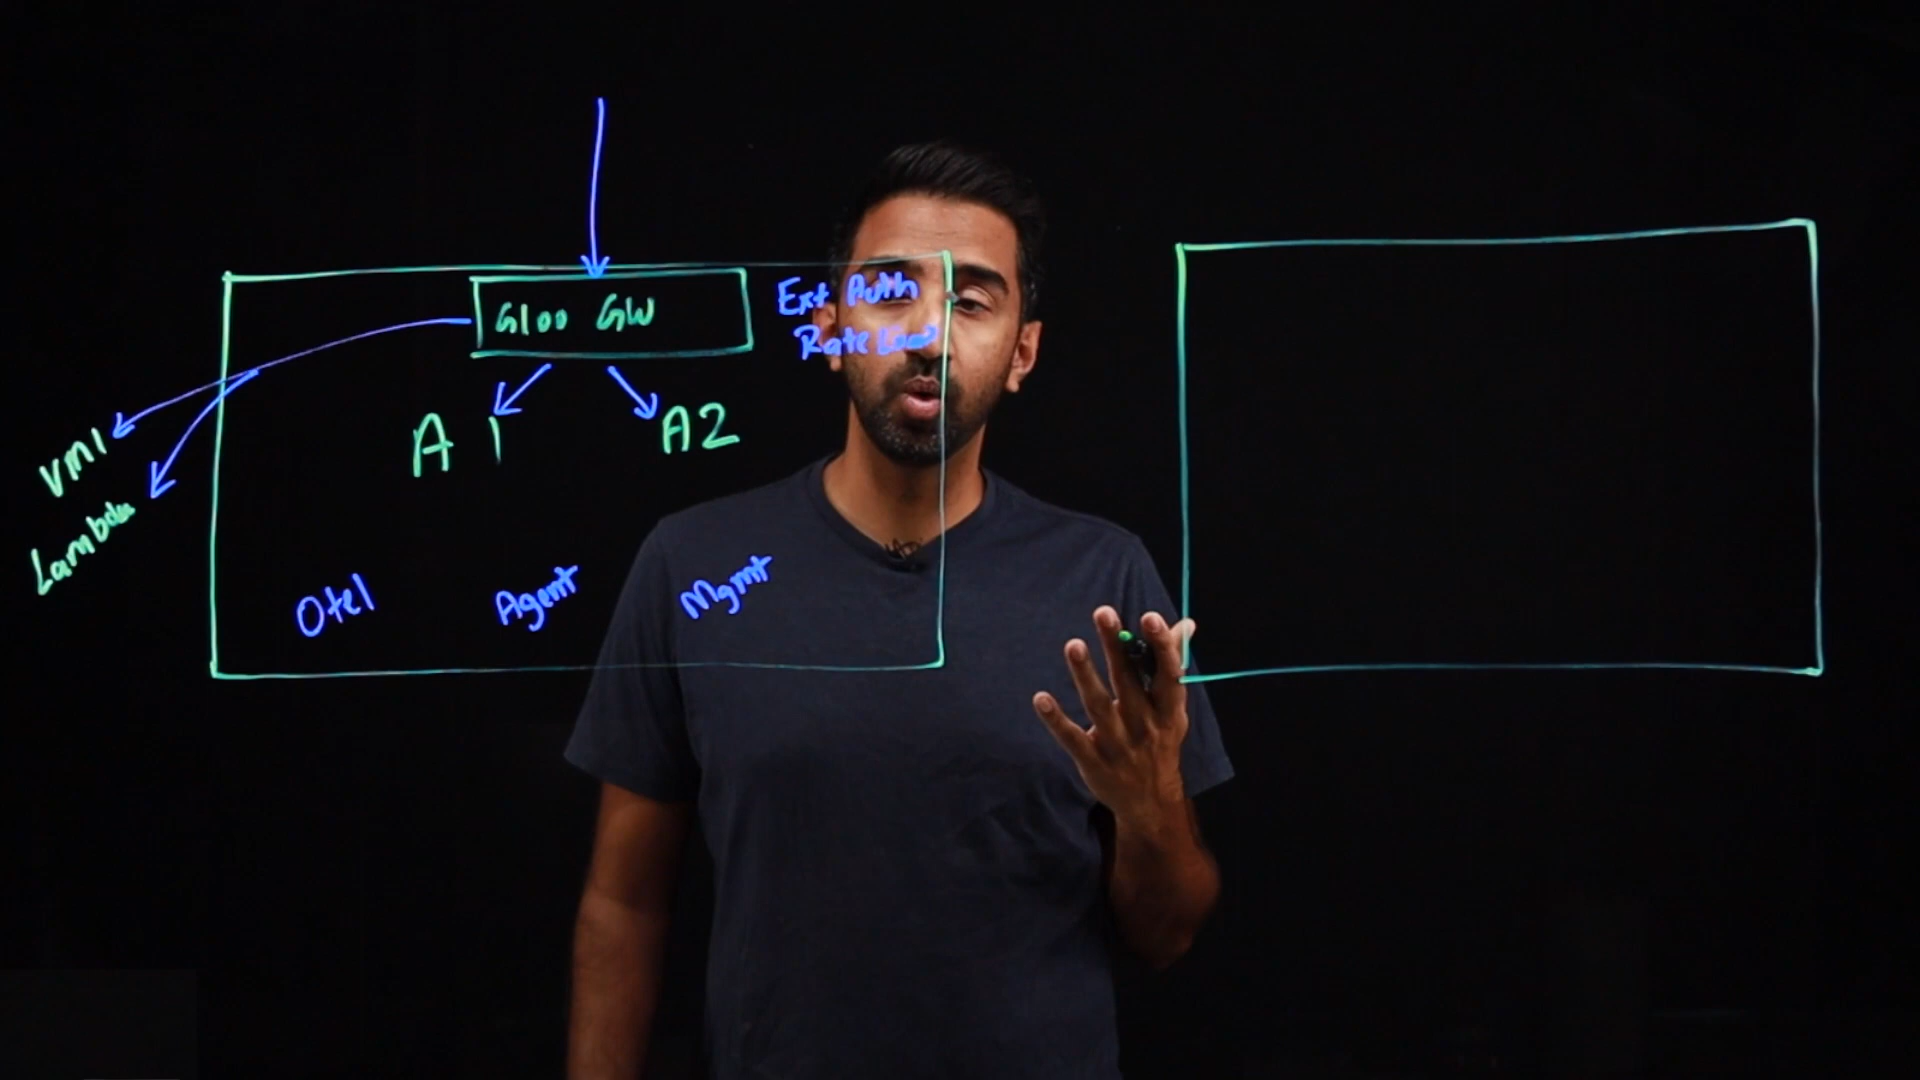 Gloo GW
Ext Auth
Rate
A 1
A2
VM1
Lambda
Otel
Agent
Mgmt